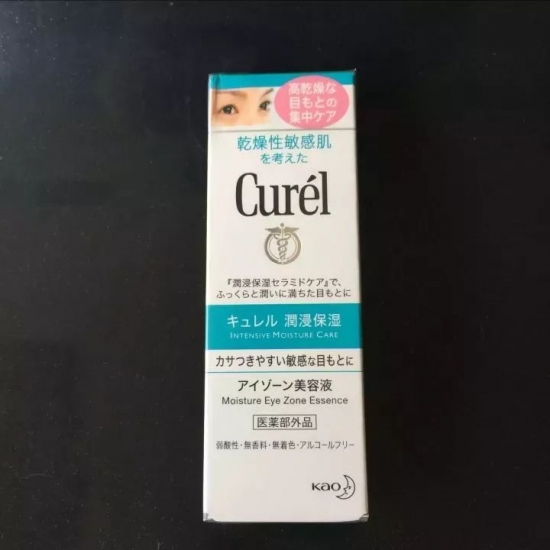 高乾燥な
目もとの
集中ケア
乾燥性敏感肌
を考えた
Curél
『潤浸保湿セラミドケア』で、
ふっくらと潤いに満ちた目もとに
キュレル 潤浸保湿
INTENSIVE MOISTURE CARE
カサつきやすい敏感な目もとに
アイゾーン美容液
Moisture Eye Zone Essence
医薬部外品
弱酸性・無香料・無着色・アルコールフリー
Kao